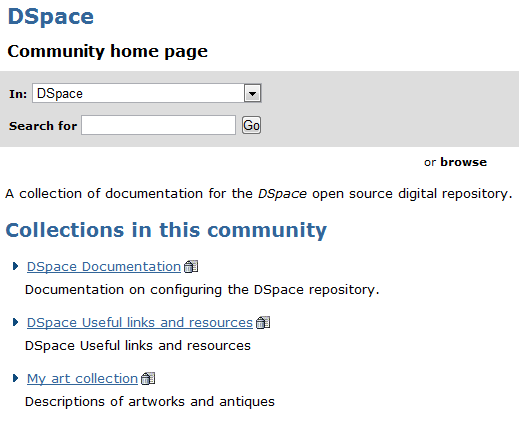 DSpace
Community home page
In: DSpace
Search for Go
or browse
A collection of documentation for the DSpace open source digital repository.
Collections in this community
DSpace Documentation
Documentation on configuring the DSpace repository.
DSpace Useful links and resources
DSpace Useful links and resources
My art collection
Descriptions of artworks and antiques